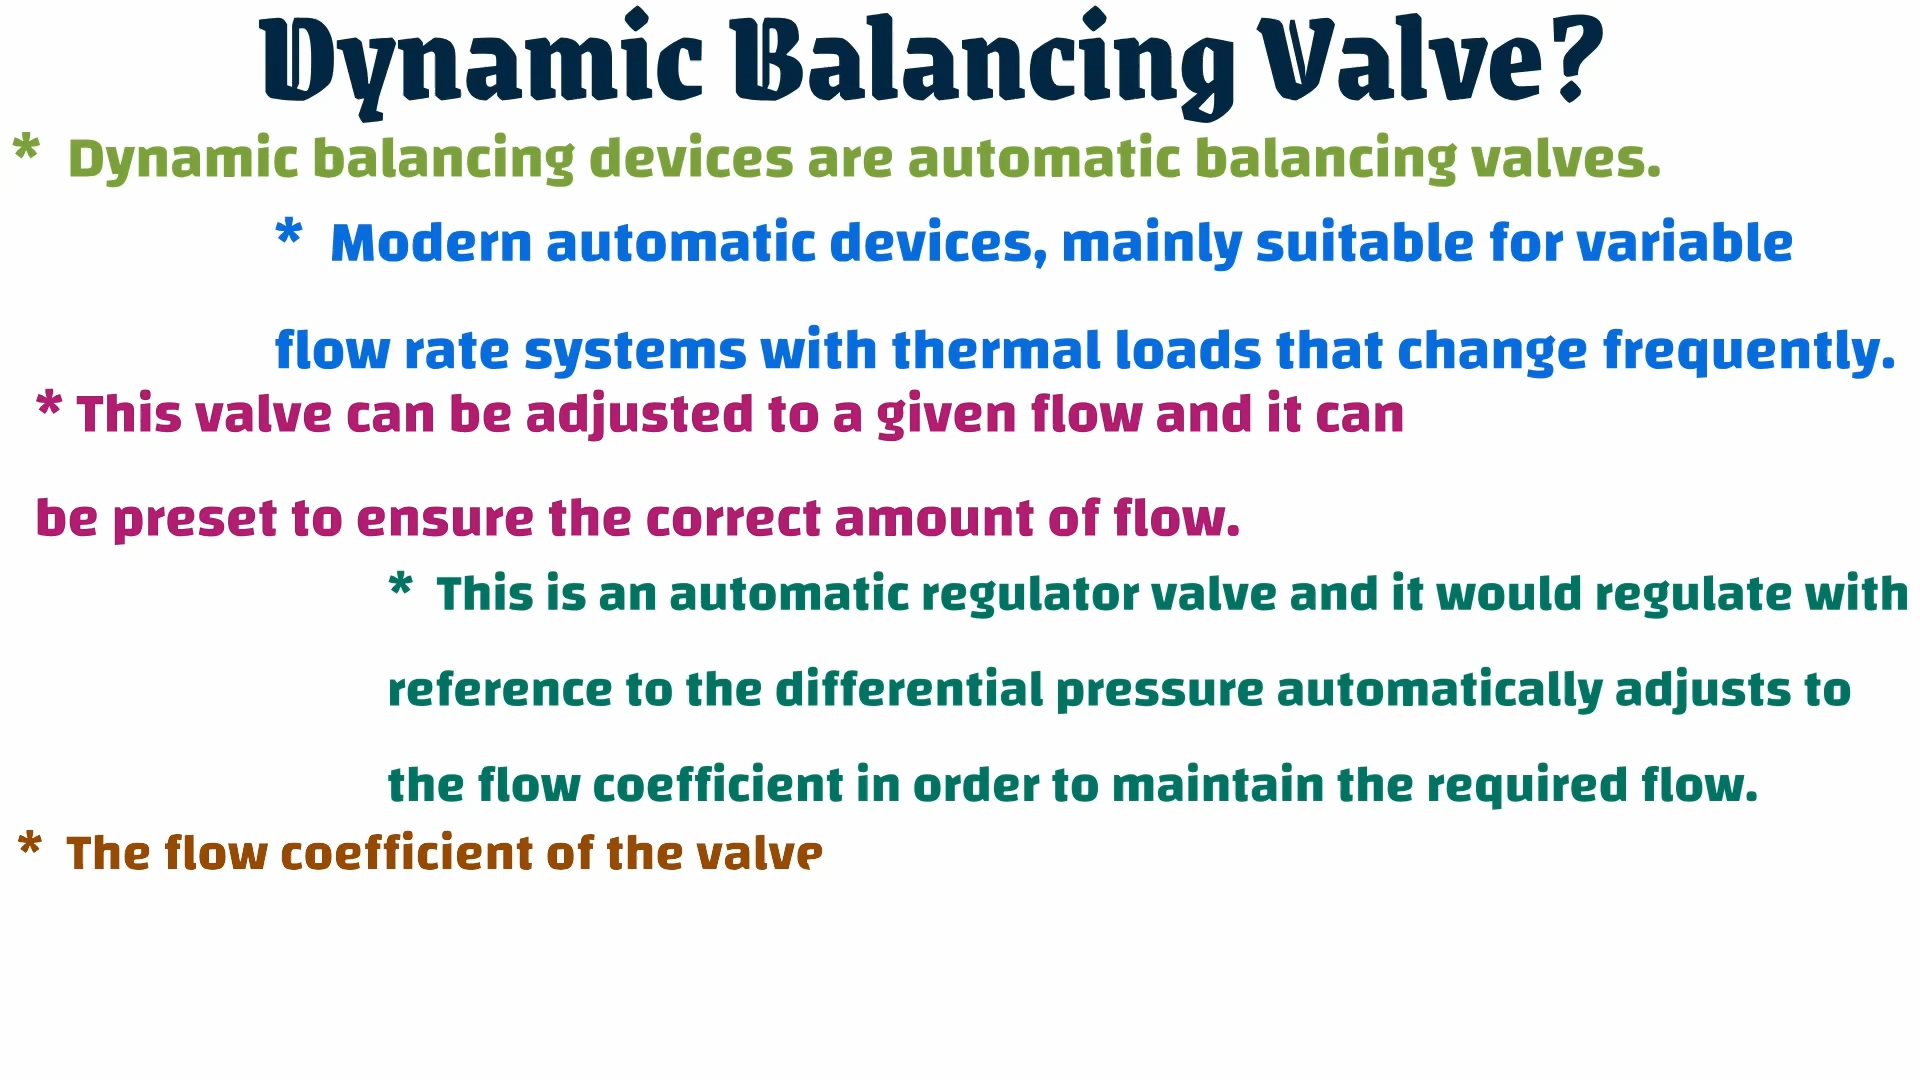 Dynamic Balancing Valve?
* Dynamic balancing devices are automatic balancing valves.
* Modern automatic devices, mainly suitable for variable
flow rate systems with thermal loads that change frequently.
* This valve can be adjusted to a given flow and it can
be preset to ensure the correct amount of flow.
* This is an automatic regulator valve and it would regulate with
reference to the differential pressure automatically adjusts to
the flow coefficient in order to maintain the required flow.
* The flow coefficient of the valve